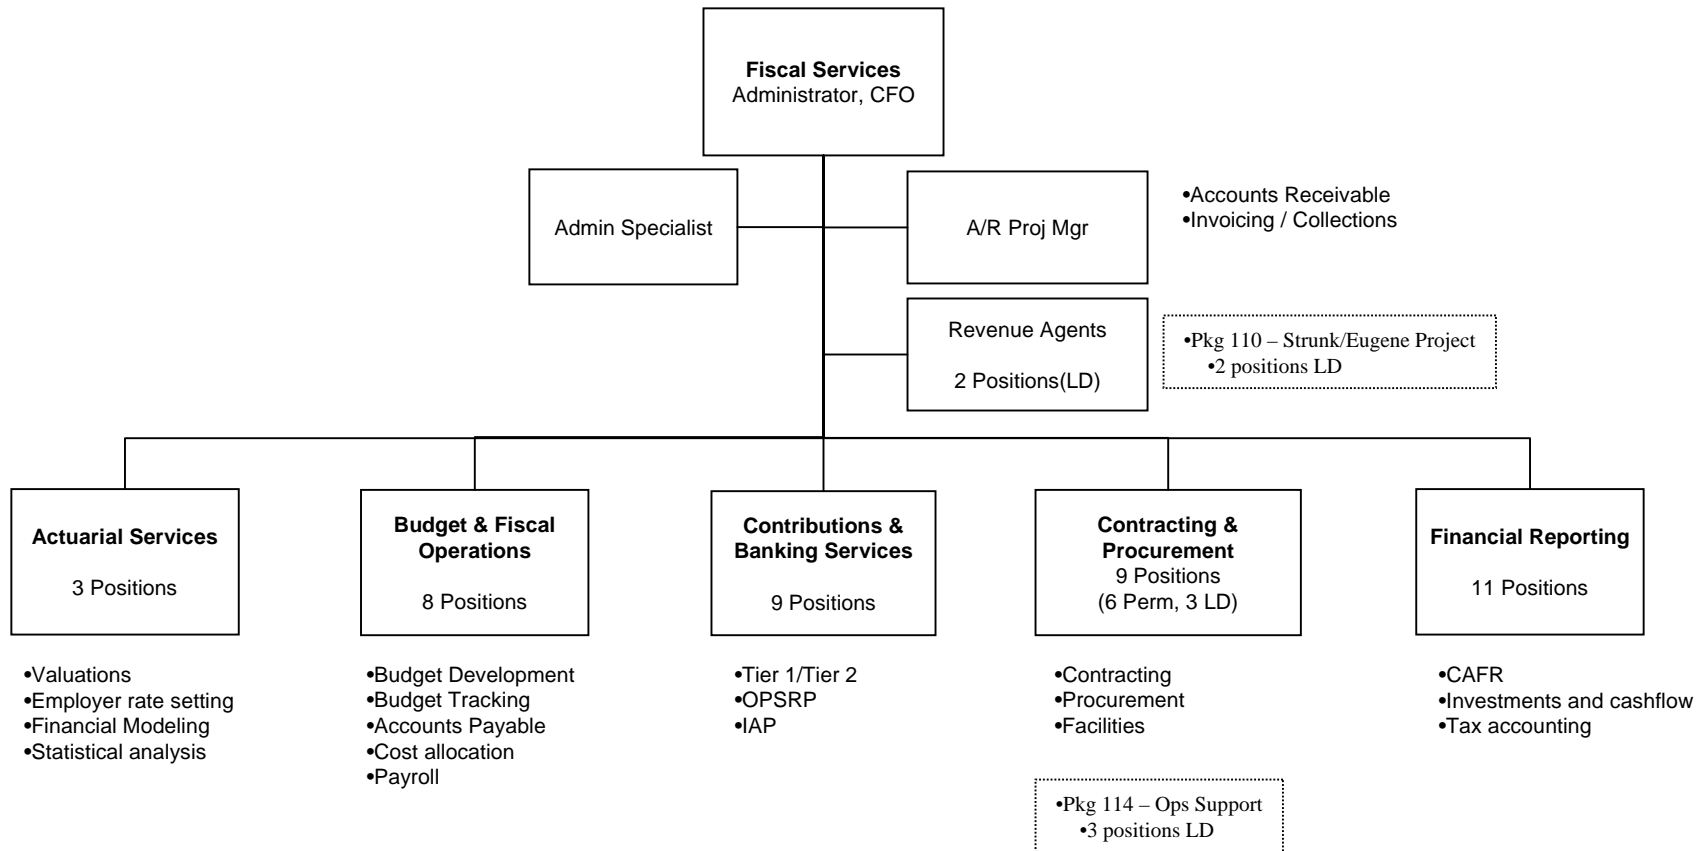 Fiscal Services
Administrator, CFO
Admin Specialist
A/R Proj Mgr
•Accounts Receivable
•Invoicing / Collections
Revenue Agents
2 Positions(LD)
•Pkg 110 – Strunk/Eugene Project
•2 positions LD
Actuarial Services
3 Positions
•Valuations
•Employer rate setting
•Financial Modeling
•Statistical analysis
Budget & Fiscal
Operations
8 Positions
•Budget Development
•Budget Tracking
•Accounts Payable
•Cost allocation
•Payroll
Contributions &
Banking Services
9 Positions
•Tier 1/Tier 2
•OPSRP
•IAP
Contracting &
Procurement
9 Positions
(6 Perm, 3 LD)
•Contracting
•Procurement
•Facilities
•Pkg 114 – Ops Support
•3 positions LD
Financial Reporting
11 Positions
•CAFR
•Investments and cashflow
•Tax accounting